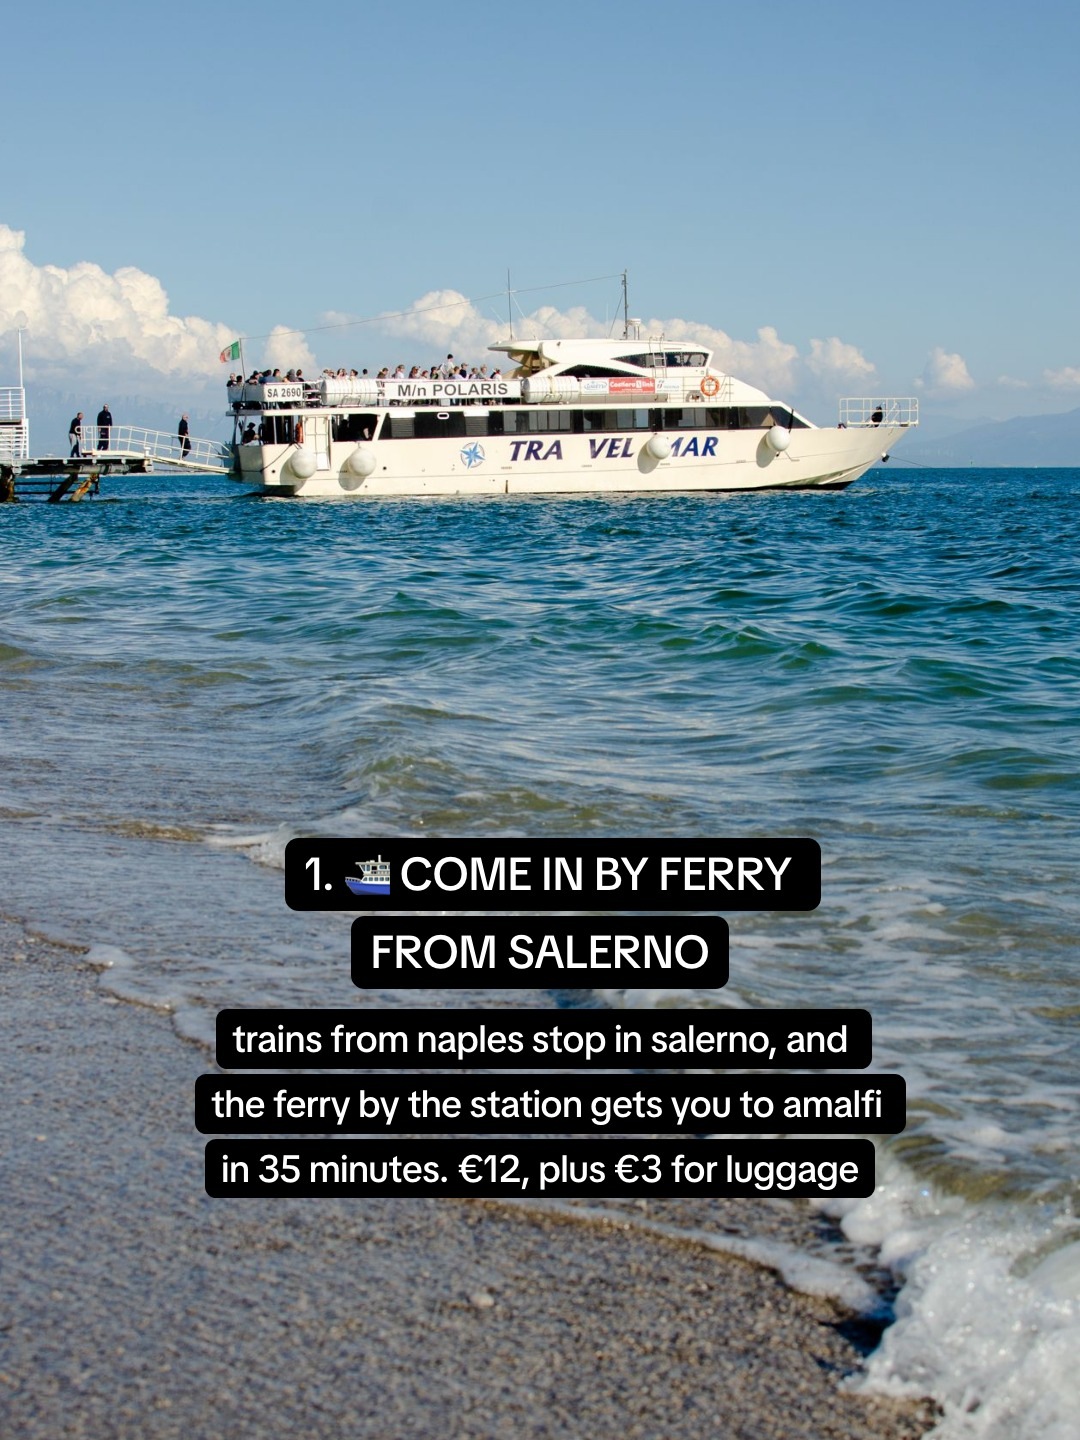 SA 2690
M/n POLARIS
TRAVELMAR
1. 🚢 COME IN BY FERRY
FROM SALERNO
trains from naples stop in salerno, and
the ferry by the station gets you to amalfi
in 35 minutes. €12, plus €3 for luggage